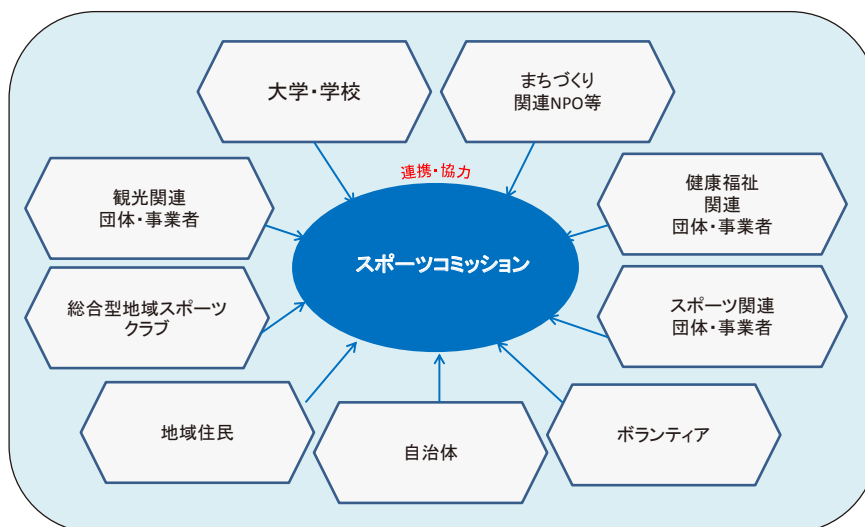 大学・学校
まちづくり
関連NPO等
連携・協力
観光関連
団体・事業者
健康福祉
関連
団体・事業者
スポーツコミッション
総合型地域スポーツ
クラブ
スポーツ関連
団体・事業者
地域住民
自治体
ボランティア